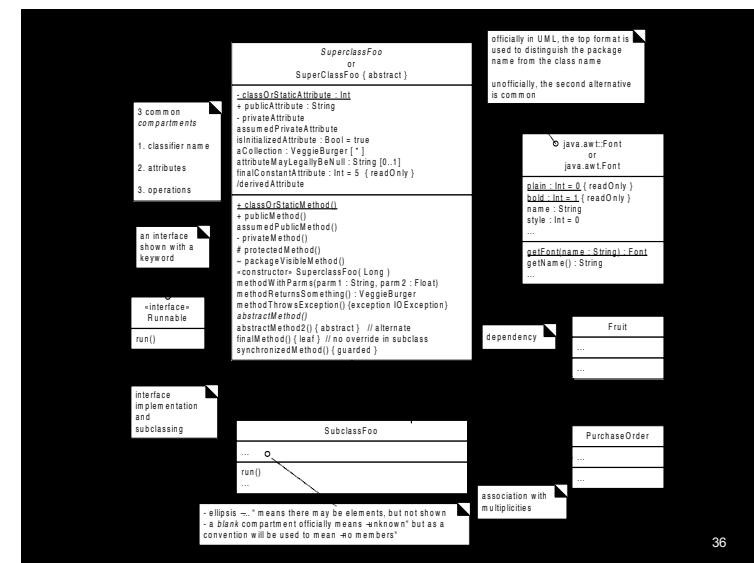 SuperclassFoo
or
SuperClassFoo { abstract }
- classOrStaticAttribute : Int
+ publicAttribute : String
- privateAttribute
assumedPrivateAttribute
isInitializedAttribute : Bool = true
aCollection : VeggieBurger [ * ]
attributeMayLegallyBeNull : String [0..1]
finalConstantAttribute : Int = 5 { readOnly }
/derivedAttribute
+ classOrStaticMethod()
+ publicMethod()
assumedPublicMethod()
- privateMethod()
# protectedMethod()
~ packageVisibleMethod()
«constructor» SuperclassFoo( Long )
methodWithParms(parm1 : String, parm2 : Float)
methodReturnsSomething() : VeggieBurger
methodThrowsException() {exception IOException}
abstractMethod()
abstractMethod2() { abstract } // alternate
finalMethod() { leaf } // no override in subclass
synchronizedMethod() { guarded }
3 common
compartments
1. classifier name
2. attributes
3. operations
an interface
shown with a
keyword
«interface»
Runnable
run()
interface
implementation
and
subclassing
SubclassFoo
...
run()
...
- ellipsis –..." means there may be elements, but not shown
- a blank compartment officially means –unknown" but as a
convention will be used to mean –no members"
officially in UML, the top format is
used to distinguish the package
name from the class name
unofficially, the second alternative
is common
java.awt::Font
or
java.awt.Font
plain : Int = 0 { readOnly }
bold : Int = 1 { readOnly }
name : String
style : Int = 0
...
getFont(name : String) : Font
getName() : String
...
dependency
Fruit
...
...
PurchaseOrder
...
...
association with
multiplicities
36